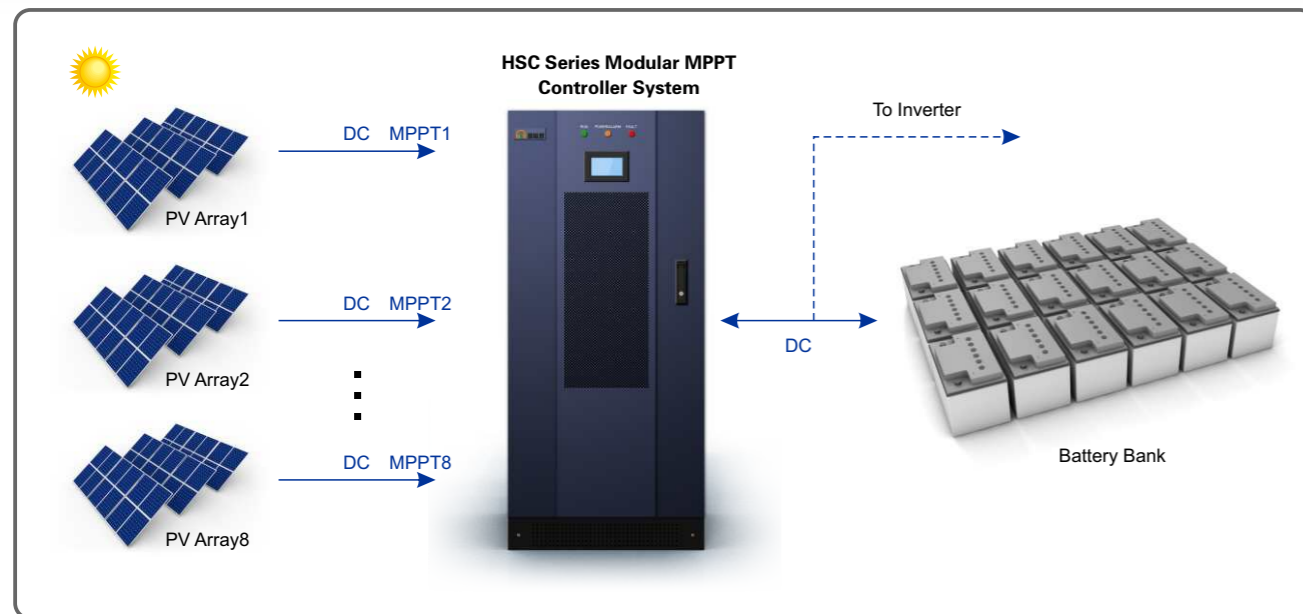 HSC Series Modular MPPT
Controller System
To Inverter
DC MPPT1
PV Array1
DC MPPT2
PV Array2
DC
DC MPPT8
PV Array8
Battery Bank